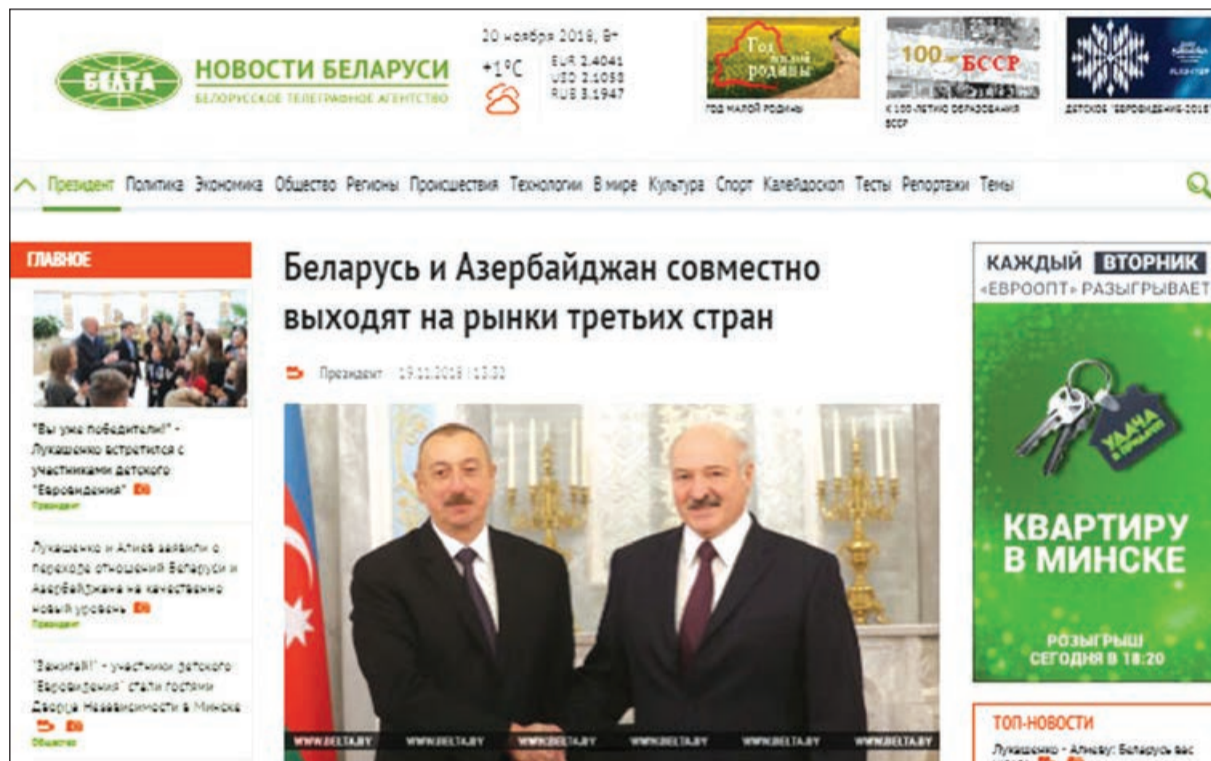 БЕЛТА
НОВОСТИ БЕЛАРУСИ
БЕЛОРУССКОЕ ТЕЛЕГРАФНОЕ АГЕНТСТВО
20 ноября 2018, Вт
+1°C
EUR 2.4041
USD 2.1058
RUB 3.1947
Год
малой
родины
ГОД МАЛОЙ РОДИНЫ
100 лет БССР
К 100-ЛЕТИЮ ОБРАЗОВАНИЯ
БССР
ДЕТСКОЕ "ЕВРОВИДЕНИЕ-2018"
Президент Политика Экономика Общество Регионы Происшествия Технологии В мире Культура Спорт Калейдоскоп Тесты Репортажи Темы
ГЛАВНОЕ
"Вы уже победители!" -
Лукашенко встретился с
участниками детского
"Евровидения"
Президент
Лукашенко и Алиев заявили о
переходе отношений Беларуси и
Азербайджана на качественно
новый уровень
Президент
"Зажигай!" - участники детского
"Евровидения" стали гостями
Дворца Независимости в Минске
Общество
Беларусь и Азербайджан совместно
выходят на рынки третьих стран
Президент 19.11.2018 | 13:32
WWW.BELTA.BY WWW.BELTA.BY WWW.BELTA.BY WWW.BELTA.BY WWW.BELTA.BY WWW.BELTA.BY
КАЖДЫЙ ВТОРНИК
«ЕВРООПТ» РАЗЫГРЫВАЕТ
УДАЧА
В ПРИДАЧУ!
КВАРТИРУ
В МИНСКЕ
РОЗЫГРЫШ
СЕГОДНЯ В 18:20
ТОП-НОВОСТИ
Лукашенко - Алиеву: Беларусь вас